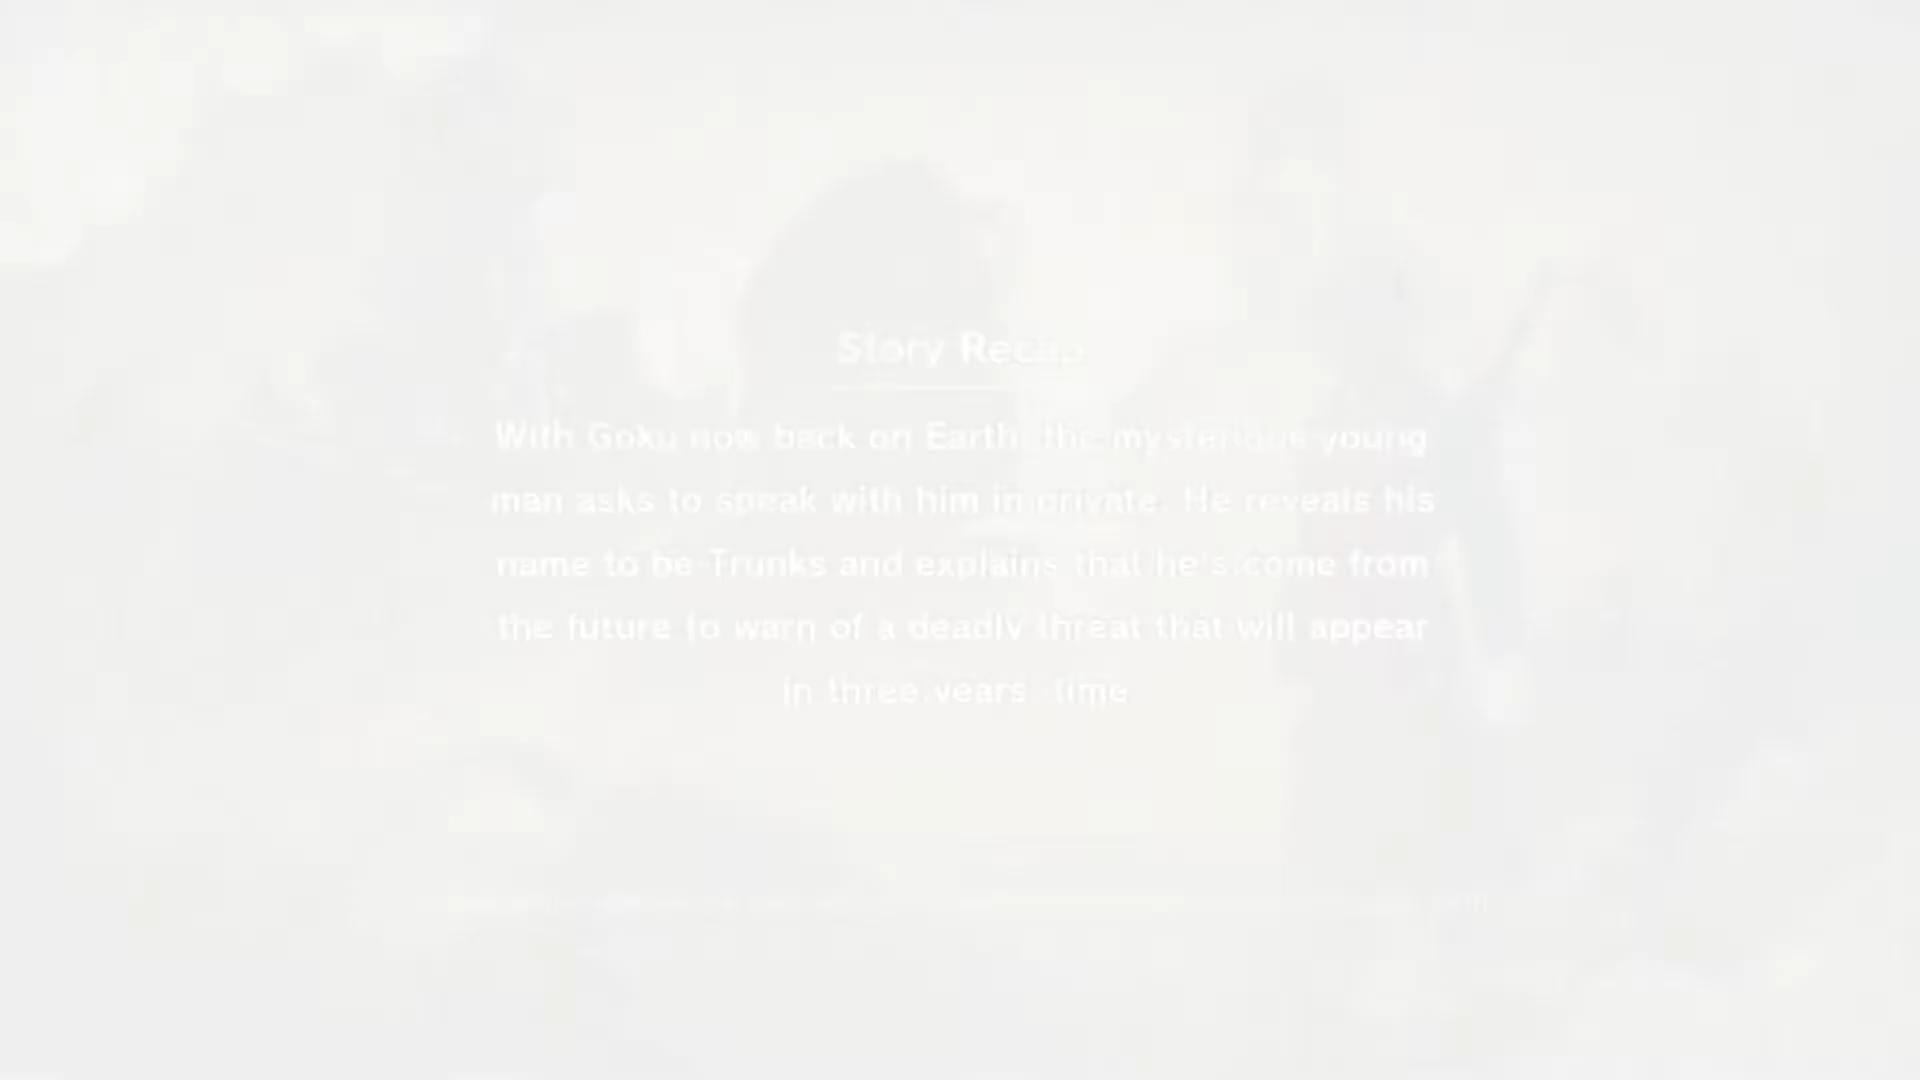 Story Recap
With Goku now back on Earth, the mysterious young
man asks to speak with him in private. He reveals his
name to be Trunks and explains that he's come from
the future to warn of a deadly threat that will appear
in three years' time